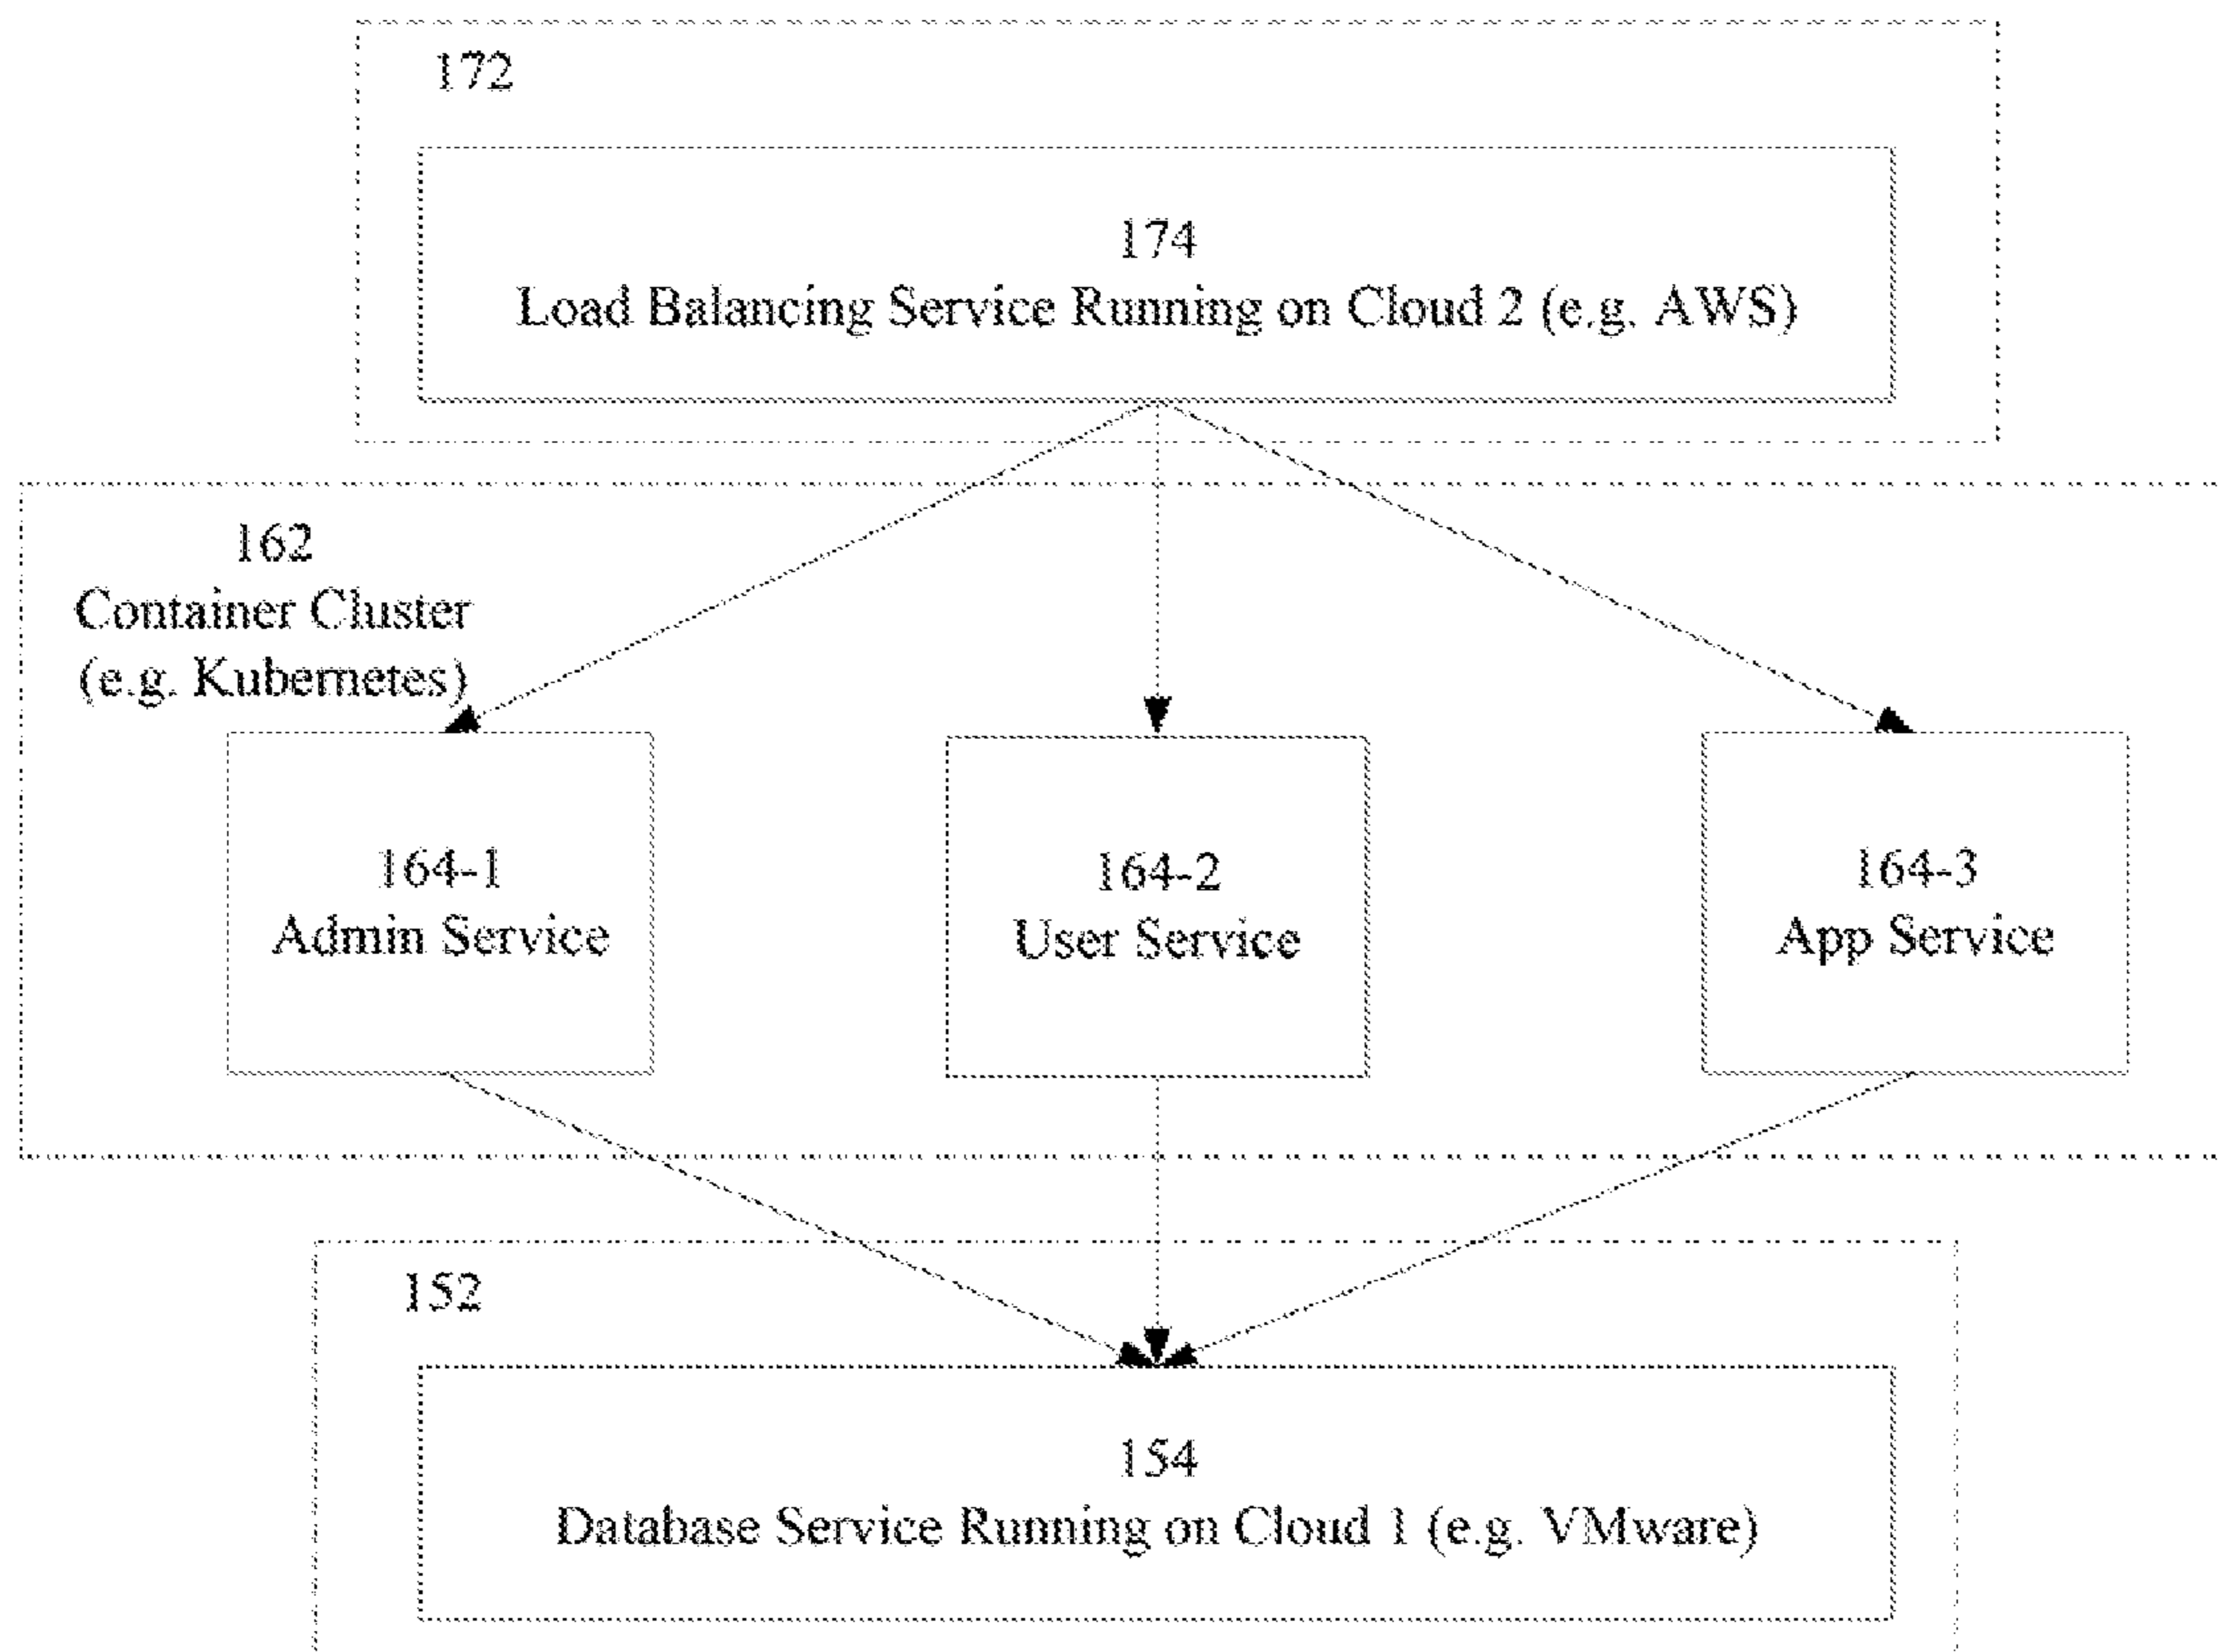 172
174
Load Balancing Service Running on Cloud 2 (e.g. AWS)
162
Container Cluster
(e.g. Kubernetes)
164-1
Admin Service
164-2
User Service
164-3
App Service
152
154
Database Service Running on Cloud 1 (e.g. VMware)